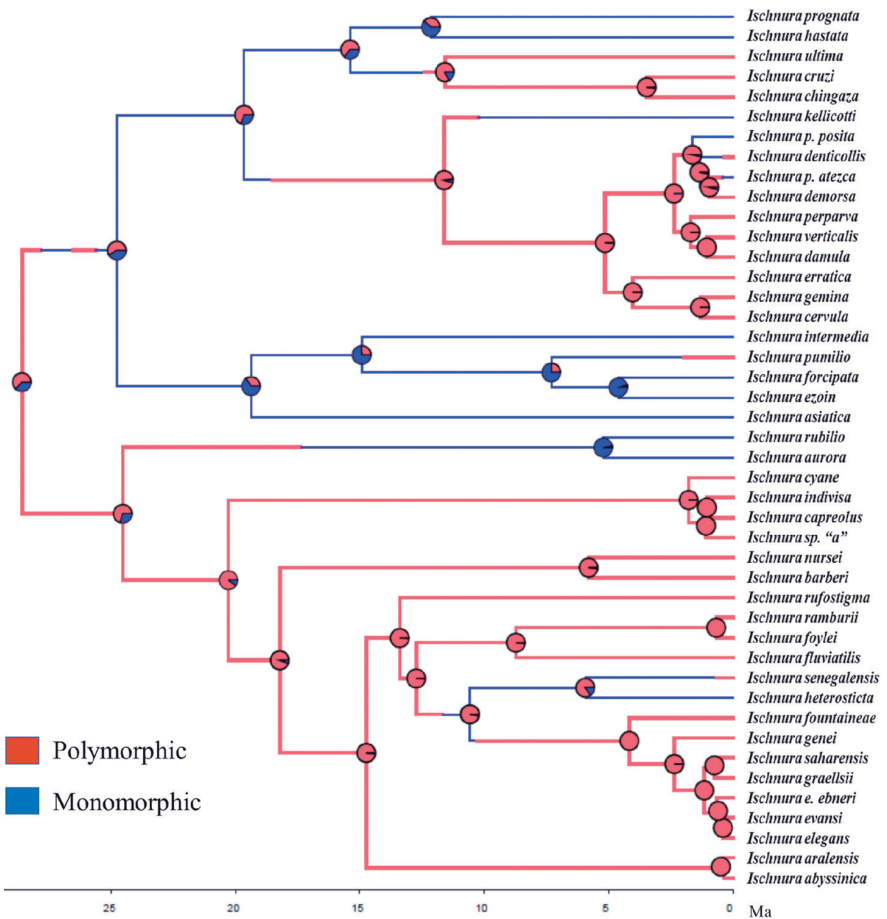 Ischnura prognata
Ischnura hastata
Ischnura ultima
Ischnura cruzi
Ischnura chingaza
Ischnura kellicotti
Ischnura p. posita
Ischnura denticollis
Ischnura p. atezca
Ischnura demorsa
Ischnura perparva
Ischnura verticalis
Ischnura damula
Ischnura erratica
Ischnura gemina
Ischnura cervula
Ischnura intermedia
Ischnura pumilio
Ischnura forcipata
Ischnura ezoin
Ischnura asiatica
Ischnura rubilio
Ischnura aurora
Ischnura cyane
Ischnura indivisa
Ischnura capreolus
Ischnura sp. “a”
Ischnura nursei
Ischnura barberi
Ischnura rufostigma
Ischnura ramburii
Ischnura foylei
Ischnura fluviatilis
Ischnura senegalensis
Ischnura heterosticta
Ischnura fountaineae
Ischnura genei
Ischnura saharensis
Ischnura graellsii
Ischnura e. ebneri
Ischnura evansi
Ischnura elegans
Ischnura aralensis
Ischnura abyssinica
Polymorphic
Monomorphic
25 20 15 10 5 0 Ma